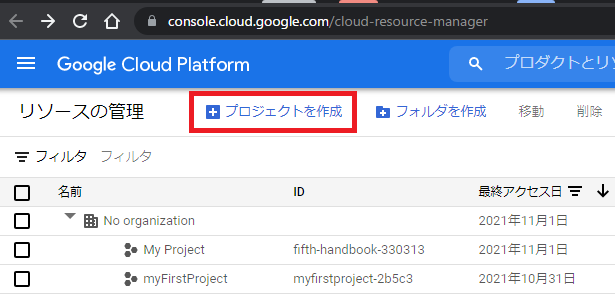 console.cloud.google.com/cloud-resource-manager
Google Cloud Platform
プロダクトとリソ
リソースの管理
プロジェクトを作成
フォルダを作成
移動
削除
フィルタ フィルタ
名前 ID 最終アクセス日
No organization 2021年11月1日
My Project fifth-handbook-330313 2021年11月1日
myFirstProject myfirstproject-2b5c3 2021年10月31日